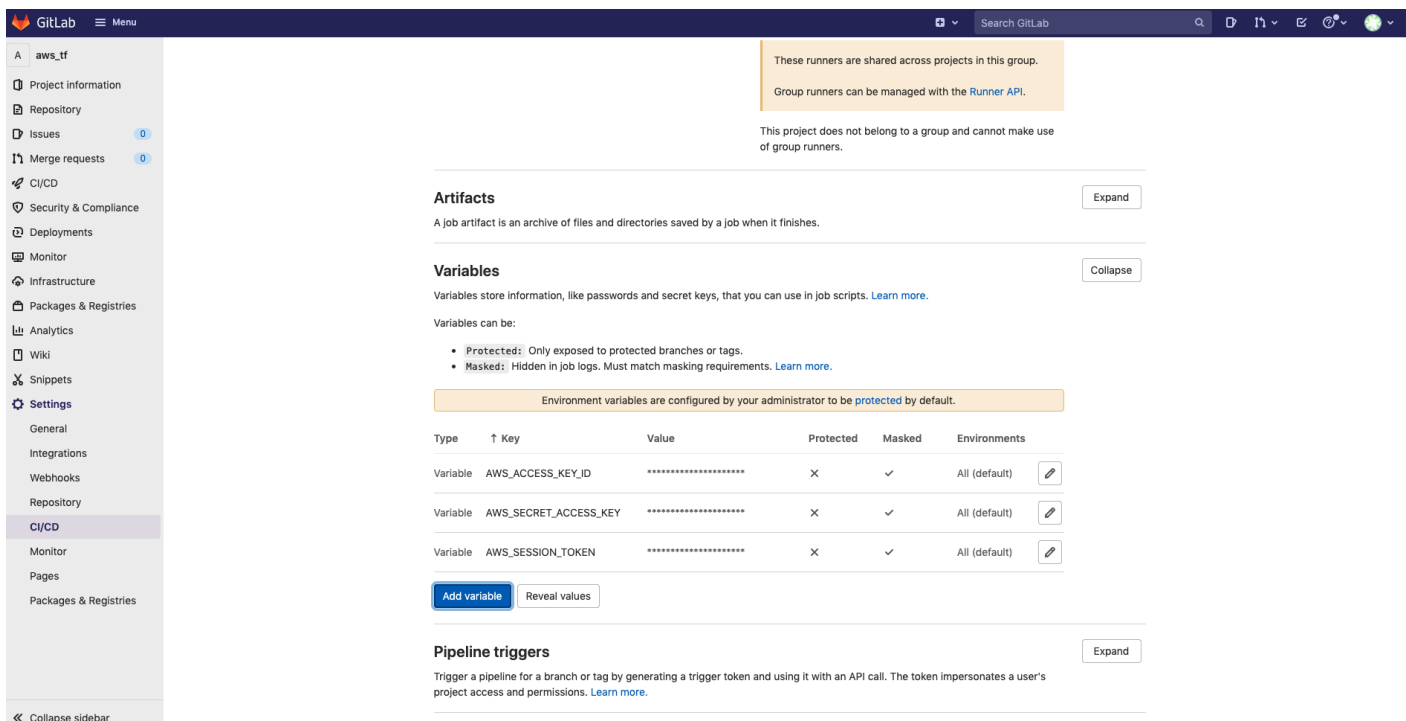 GitLab
Menu
Search GitLab
A aws_tf
Project information
Repository
Issues 0
Merge requests 0
CI/CD
Security & Compliance
Deployments
Monitor
Infrastructure
Packages & Registries
Analytics
Wiki
Snippets
Settings
General
Integrations
Webhooks
Repository
CI/CD
Monitor
Pages
Packages & Registries
Collapse sidebar
These runners are shared across projects in this group.
Group runners can be managed with the Runner API.
This project does not belong to a group and cannot make use
of group runners.
Artifacts
Expand
A job artifact is an archive of files and directories saved by a job when it finishes.
Variables
Collapse
Variables store information, like passwords and secret keys, that you can use in job scripts. Learn more.
Variables can be:
• Protected: Only exposed to protected branches or tags.
• Masked: Hidden in job logs. Must match masking requirements. Learn more.
Environment variables are configured by your administrator to be protected by default.
Type ↑ Key Value Protected Masked Environments
Variable AWS_ACCESS_KEY_ID ********************* All (default)
Variable AWS_SECRET_ACCESS_KEY ********************* All (default)
Variable AWS_SESSION_TOKEN ********************* All (default)
Add variable Reveal values
Pipeline triggers
Expand
Trigger a pipeline for a branch or tag by generating a trigger token and using it with an API call. The token impersonates a user's
project access and permissions. Learn more.